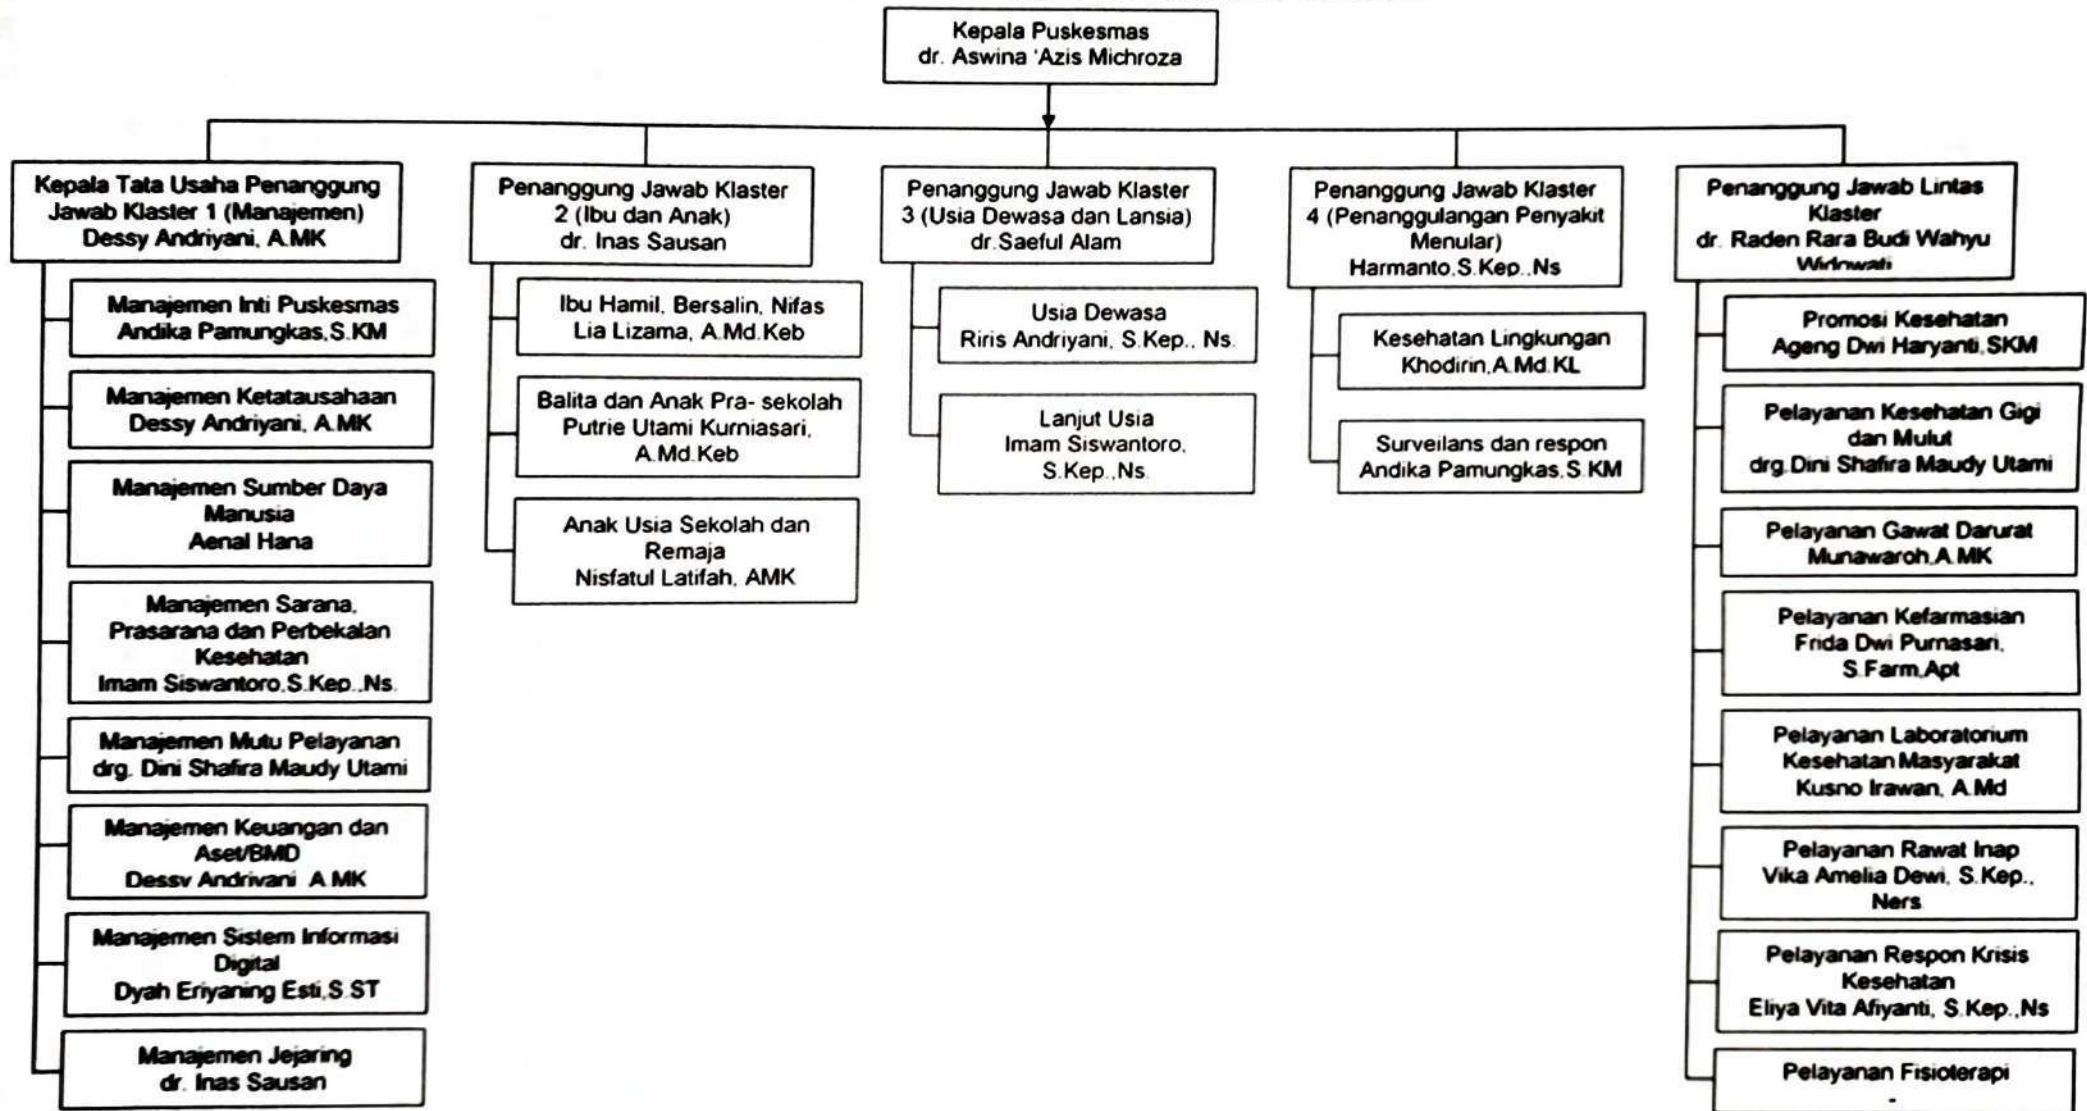 Kepala Puskesmas
dr. Aswina 'Azis Michroza
Kepala Tata Usaha Penanggung
Jawab Klaster 1 (Manajemen)
Dessy Andriyani, A.MK
Manajemen Inti Puskesmas
Andika Pamungkas,S.KM
Manajemen Ketatausahaan
Dessy Andriyani, A.MK
Manajemen Sumber Daya
Manusia
Aenal Hana
Manajemen Sarana,
Prasarana dan Perbekalan
Kesehatan
Imam Siswantoro,S.Kep.,Ns.
Manajemen Mutu Pelayanan
drg. Dini Shafira Maudy Utami
Manajemen Keuangan dan
Aset/BMD
Dessy Andriyani A.MK
Manajemen Sistem Informasi
Digital
Dyah Eriyaning Esti,S.ST
Manajemen Jejaring
dr. Inas Sausan
Penanggung Jawab Klaster
2 (Ibu dan Anak)
dr. Inas Sausan
Ibu Hamil, Bersalin, Nifas
Lia Lizama, A.Md.Keb
Balita dan Anak Pra- sekolah
Putrie Utami Kurniasari,
A.Md.Keb
Anak Usia Sekolah dan
Remaja
Nisfatul Latifah, AMK
Penanggung Jawab Klaster
3 (Usia Dewasa dan Lansia)
dr.Saeful Alam
Usia Dewasa
Riris Andriyani, S.Kep., Ns.
Lanjut Usia
Imam Siswantoro,
S.Kep.,Ns.
Penanggung Jawab Klaster
4 (Penanggulangan Penyakit
Menular)
Harmanto,S.Kep.,Ns
Kesehatan Lingkungan
Khodirin,A.Md.KL
Surveilans dan respon
Andika Pamungkas,S.KM
Penanggung Jawab Lintas
Klaster
dr. Raden Rara Budi Wahyu
Widowati
Promosi Kesehatan
Ageng Dwi Haryanti,SKM
Pelayanan Kesehatan Gigi
dan Mulut
drg.Dini Shafira Maudy Utami
Pelayanan Gawat Darurat
Munawaroh,A.MK
Pelayanan Kefarmasian
Frida Dwi Purnasari,
S.Farm,Apt
Pelayanan Laboratorium
Kesehatan Masyarakat
Kusno Irawan, A.Md
Pelayanan Rawat Inap
Vika Amelia Dewi, S.Kep.,
Ners
Pelayanan Respon Krisis
Kesehatan
Eliya Vita Afiyanti, S.Kep.,Ns
Pelayanan Fisioterapi
-